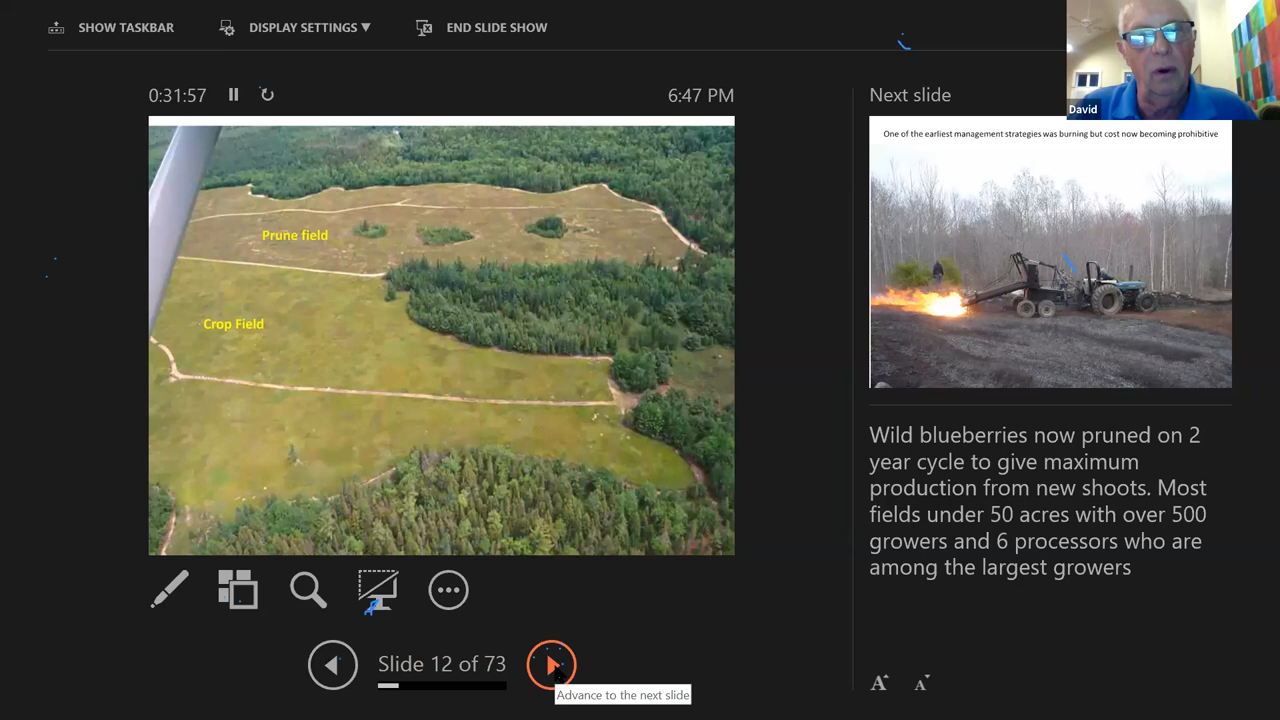 SHOW TASKBAR
DISPLAY SETTINGS ▼
END SLIDE SHOW
0:31:57
6:47 PM
Next slide
David
One of the earliest management strategies was burning but cost now becoming prohibitive
Prune field
Crop Field
Wild blueberries now pruned on 2
year cycle to give maximum
production from new shoots. Most
fields under 50 acres with over 500
growers and 6 processors who are
among the largest growers
Slide 12 of 73
Advance to the next slide
A A